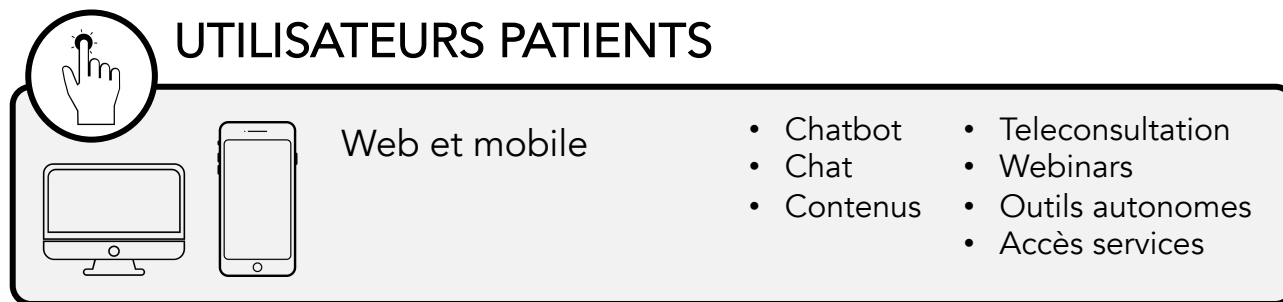 UTILISATEURS PATIENTS
Web et mobile
• Chatbot
• Chat
• Contenus
• Teleconsultation
• Webinars
• Outils autonomes
• Accès services